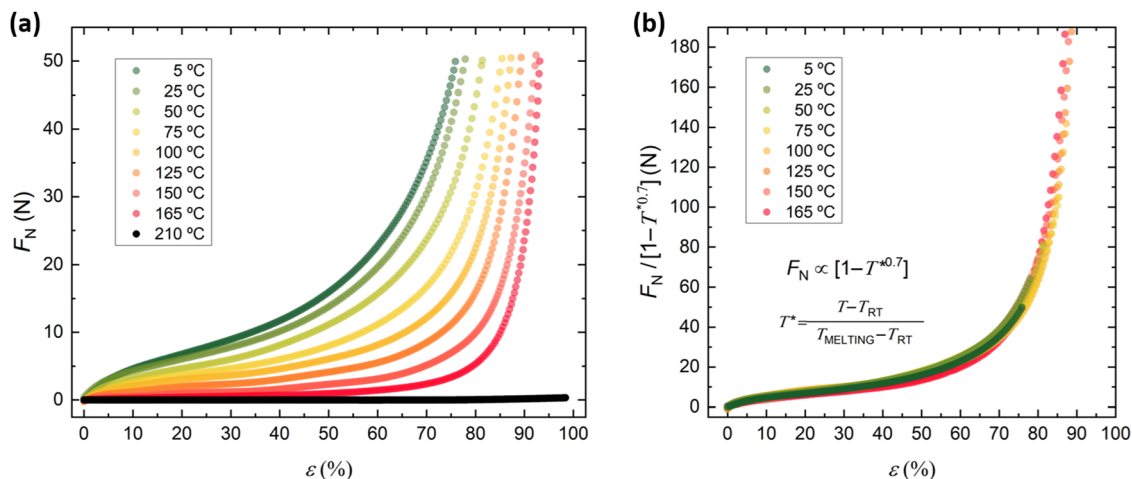 (a)
50
40
30
20
10
0
F_N (N)
5 ºC
25 ºC
50 ºC
75 ºC
100 ºC
125 ºC
150 ºC
165 ºC
210 ºC
0 10 20 30 40 50 60 70 80 90 100
ε (%)
(b)
180
160
140
120
100
80
60
40
20
0
F_N / [1–T*^0.7] (N)
5 ºC
25 ºC
50 ºC
75 ºC
100 ºC
125 ºC
150 ºC
165 ºC
F_N ∝ [1–T*^0.7]
T*= T–T_RT / T_MELTING–T_RT
0 10 20 30 40 50 60 70 80 90 100
ε (%)